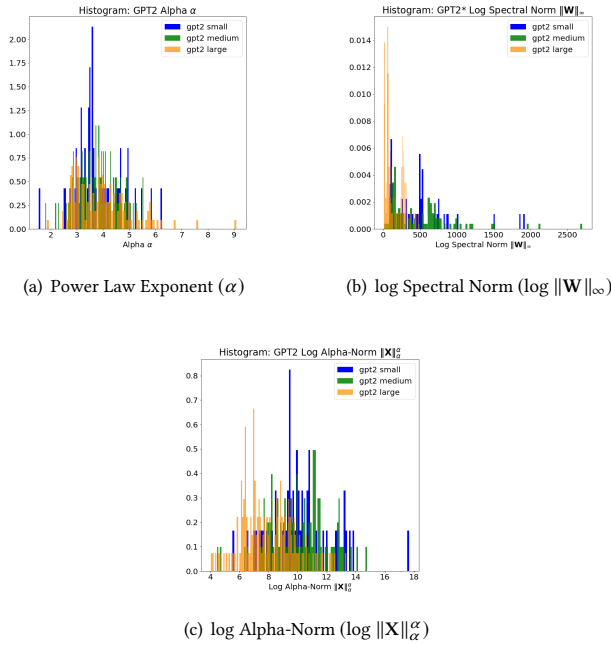 Histogram: GPT2 Alpha α
gpt2 small
gpt2 medium
gpt2 large
2.00
1.75
1.50
1.25
1.00
0.75
0.50
0.25
0.00
2 3 4 5 6 7 8 9
Alpha α
(a) Power Law Exponent (α)
Histogram: GPT2* Log Spectral Norm ‖W‖∞
gpt2 small
gpt2 medium
gpt2 large
0.014
0.012
0.010
0.008
0.006
0.004
0.002
0.000
0 500 1000 1500 2000 2500
Log Spectral Norm ‖W‖∞
(b) log Spectral Norm (log ‖W‖∞)
Histogram: GPT2 Log Alpha-Norm ‖X‖αα
gpt2 small
gpt2 medium
gpt2 large
0.8
0.7
0.6
0.5
0.4
0.3
0.2
0.1
0.0
4 6 8 10 12 14 16 18
Log Alpha-Norm ‖X‖αα
(c) log Alpha-Norm (log ‖X‖αα)